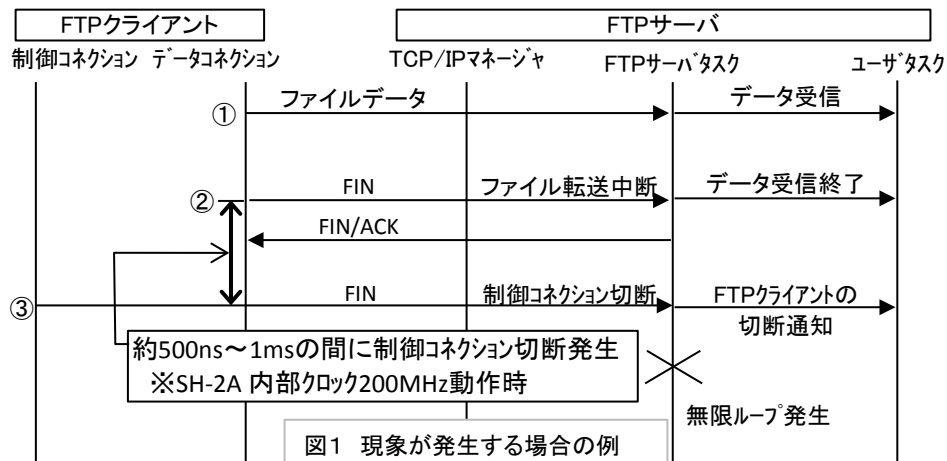 FTPクライアント
FTPサーバ
制御コネクション データコネクション
TCP/IPマネージャ
FTPサーバタスク
ユーザタスク
① ファイルデータ
データ受信
② FIN ファイル転送中断
データ受信終了
FIN/ACK
③ FIN 制御コネクション切断
FTPクライアントの
切断通知
約500ns～1msの間に制御コネクション切断発生
※SH-2A 内部クロック200MHz動作時
無限ループ発生
図1 現象が発生する場合の例